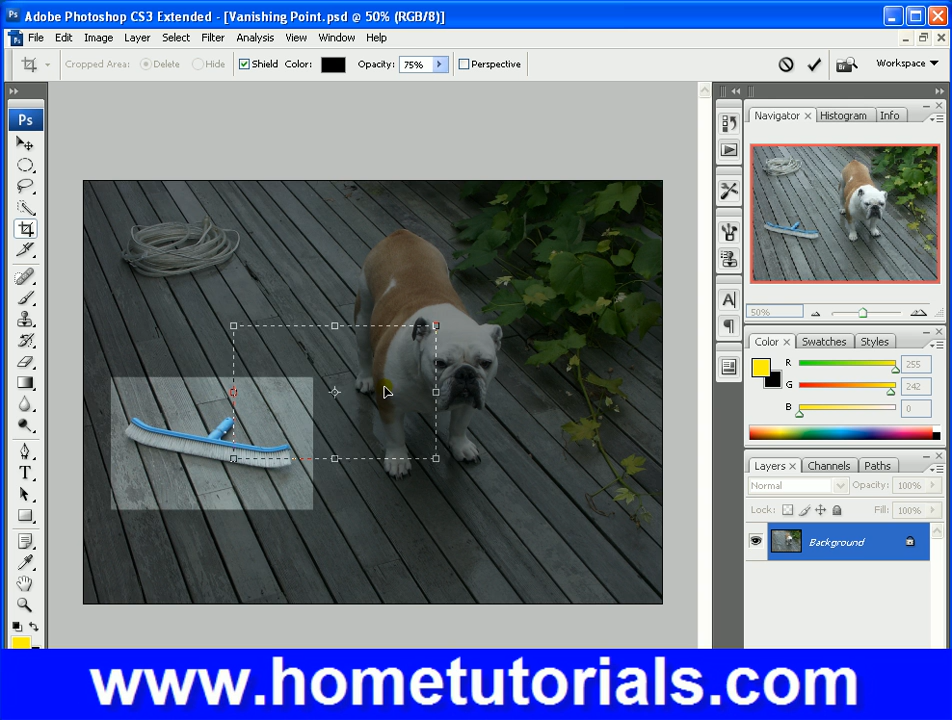 Adobe Photoshop CS3 Extended - [Vanishing Point.psd @ 50% (RGB/8)]
File Edit Image Layer Select Filter Analysis View Window Help
Cropped Area: Delete Hide Shield Color: Opacity: 75% Perspective Workspace
Ps
Navigator Histogram Info
50%
Color Swatches Styles
R 255
G 242
B 0
Layers Channels Paths
Normal Opacity: 100%
Lock: Fill: 100%
Background
www.hometutorials.com